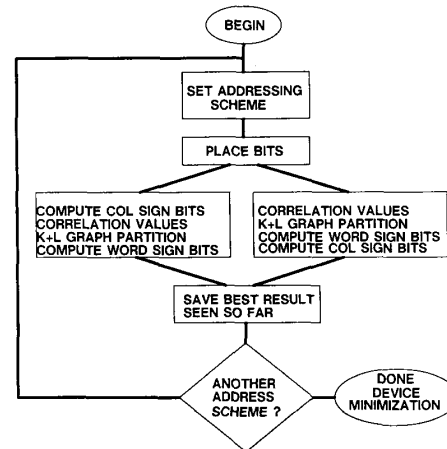 BEGIN
SET ADDRESSING
SCHEME
PLACE BITS
COMPUTE COL SIGN BITS
CORRELATION VALUES
K+L GRAPH PARTITION
COMPUTE WORD SIGN BITS
CORRELATION VALUES
K+L GRAPH PARTITION
COMPUTE WORD SIGN BITS
COMPUTE COL SIGN BITS
SAVE BEST RESULT
SEEN SO FAR
ANOTHER
ADDRESS
SCHEME ?
DONE
DEVICE
MINIMIZATION